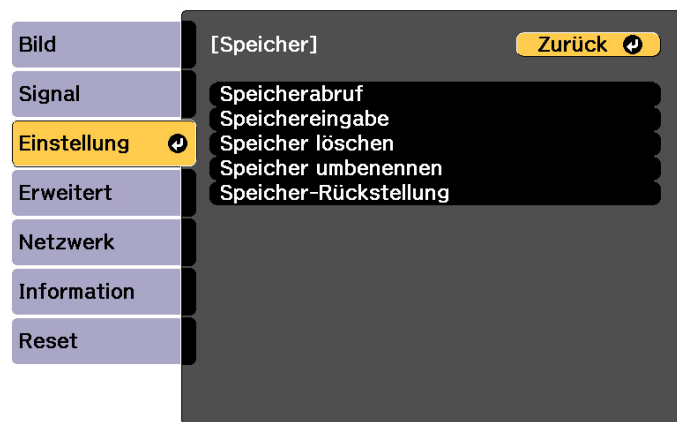 Bild
Signal
Einstellung
Erweitert
Netzwerk
Information
Reset
[Speicher]
Zurück
Speicherabruf
Speichereingabe
Speicher löschen
Speicher umbenennen
Speicher-Rückstellung